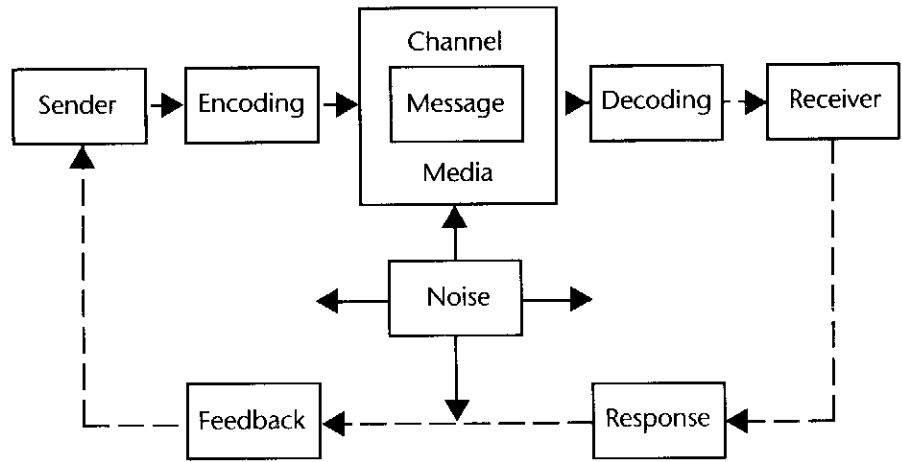 Channel
Sender
Encoding
Message
Decoding
Receiver
Media
Noise
Feedback
Response